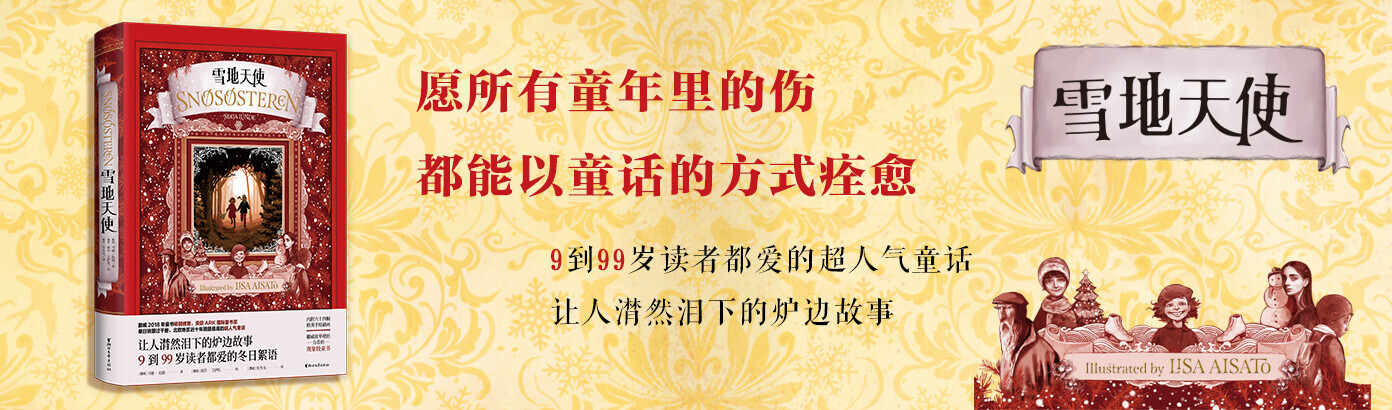 雪地天使
SNØSØSTEREN
MAJA LUNDE
SNØSØSTEREN
雪地天使
Illustrated by LISA AISATO
让人潸然泪下的炉边故事
9到99岁读者都爱的冬日絮语
愿所有童年里的伤
都能以童话的方式痊愈
9到99岁读者都爱的超人气童话
让人潸然泪下的炉边故事
雪地天使
Illustrated by LISA AISATO